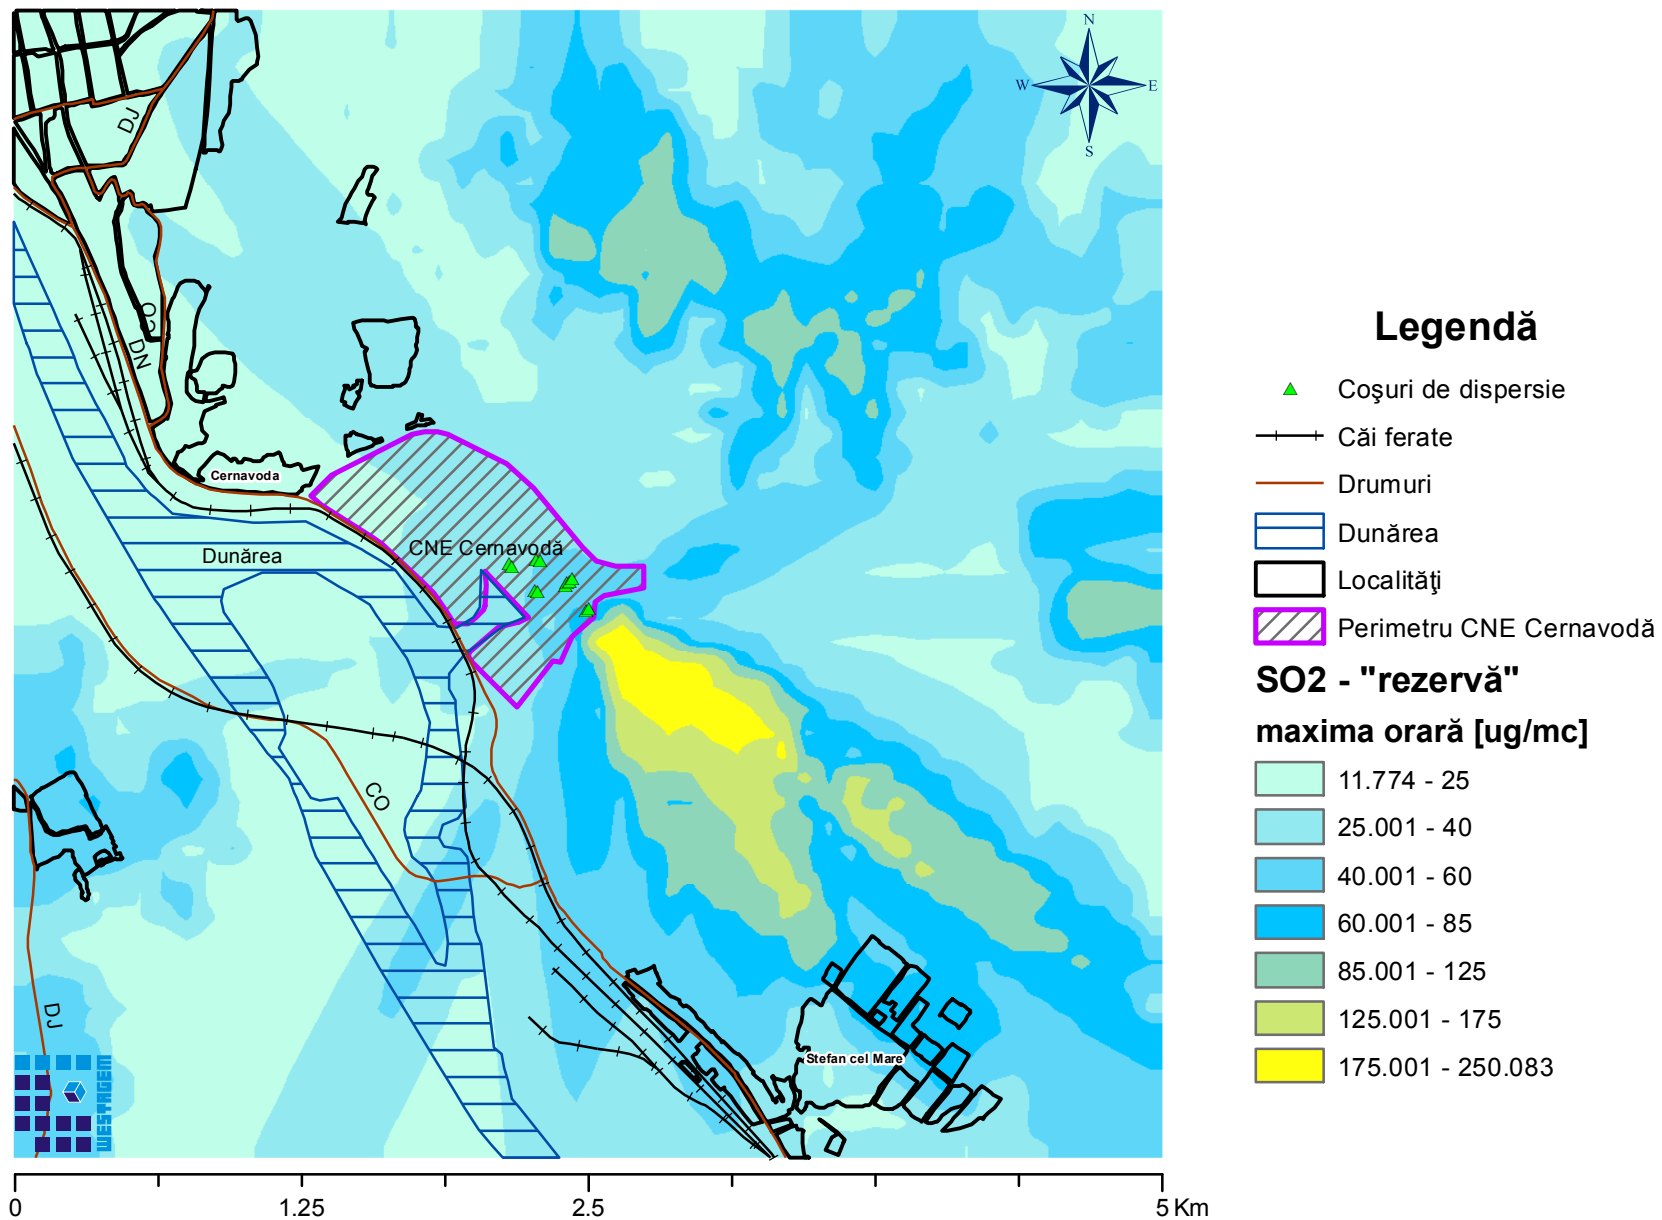 N
W
E
S
DJ
CO
DN
Cernavoda
Dunărea
CNE Cernavodă
CO
DJ
Stefan cel Mare
WESTAGEM
0
1.25
2.5
5 Km
Legendă
Coşuri de dispersie
Căi ferate
Drumuri
Dunărea
Localităţi
Perimetru CNE Cernavodă
SO2 - "rezervă"
maxima orară [ug/mc]
11.774 - 25
25.001 - 40
40.001 - 60
60.001 - 85
85.001 - 125
125.001 - 175
175.001 - 250.083